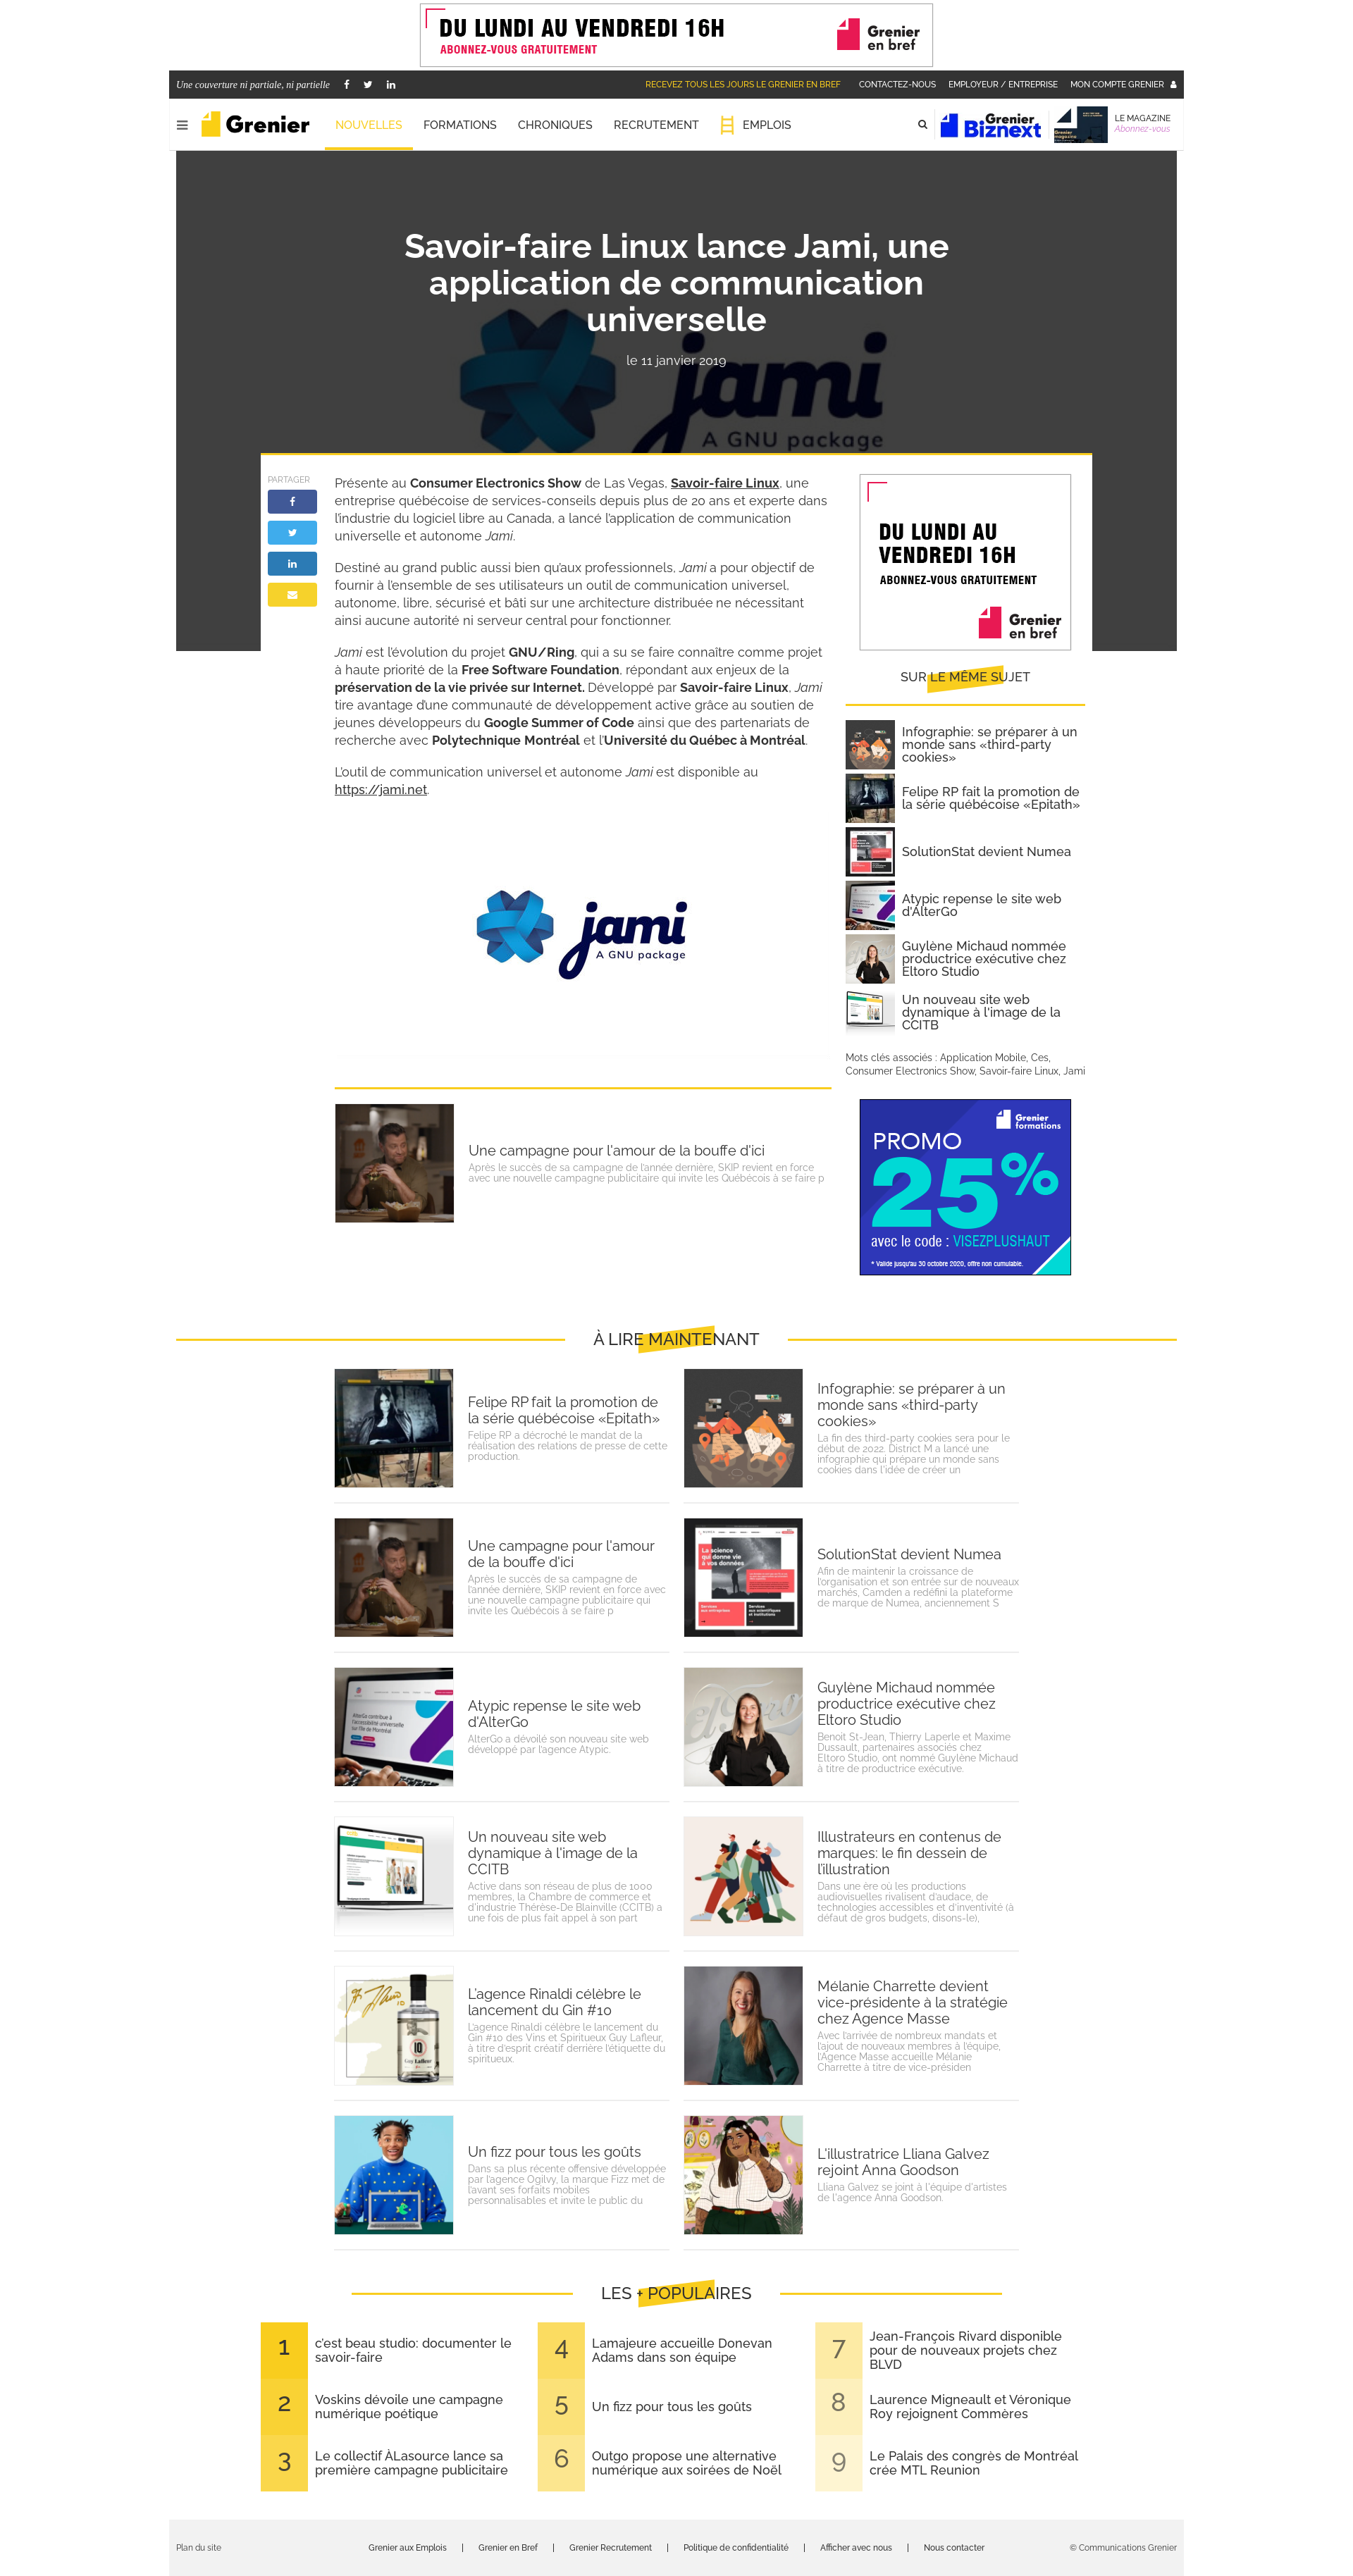 DU LUNDI AU VENDREDI 16H
ABONNEZ-VOUS GRATUITEMENT
Grenier
en bref
Une couverture ni partiale, ni partielle
RECEVEZ TOUS LES JOURS LE GRENIER EN BREF
CONTACTEZ-NOUS
EMPLOYEUR / ENTREPRISE
MON COMPTE GRENIER
Grenier
NOUVELLES
FORMATIONS
CHRONIQUES
RECRUTEMENT
EMPLOIS
Grenier
Biznext
LE MAGAZINE
Abonnez-vous
Savoir-faire Linux lance Jami, une
application de communication
universelle
le 11 janvier 2019
jami
A GNU package
PARTAGER
Présente au Consumer Electronics Show de Las Vegas, Savoir-faire Linux, une
entreprise québécoise de services-conseils depuis plus de 20 ans et experte dans
l'industrie du logiciel libre au Canada, a lancé l'application de communication
universelle et autonome Jami.
Destiné au grand public aussi bien qu'aux professionnels, Jami a pour objectif de
fournir à l'ensemble de ses utilisateurs un outil de communication universel,
autonome, libre, sécurisé et bâti sur une architecture distribuée ne nécessitant
ainsi aucune autorité ni serveur central pour fonctionner.
Jami est l'évolution du projet GNU/Ring, qui a su se faire connaître comme projet
à haute priorité de la Free Software Foundation, répondant aux enjeux de la
préservation de la vie privée sur Internet. Développé par Savoir-faire Linux, Jami
tire avantage d'une communauté de développement active grâce au soutien de
jeunes développeurs du Google Summer of Code ainsi que des partenariats de
recherche avec Polytechnique Montréal et l'Université du Québec à Montréal.
L'outil de communication universel et autonome Jami est disponible au
https://jami.net.
jami
A GNU package
Une campagne pour l'amour de la bouffe d'ici
Après le succès de sa campagne de l'année dernière, SKIP revient en force
avec une nouvelle campagne publicitaire qui invite les Québécois à se faire p
DU LUNDI AU
VENDREDI 16H
ABONNEZ-VOUS GRATUITEMENT
Grenier
en bref
SUR LE MÊME SUJET
Infographie: se préparer à un
monde sans «third-party
cookies»
Felipe RP fait la promotion de
la série québécoise «Epitath»
SolutionStat devient Numea
Atypic repense le site web
d'AlterGo
Guylène Michaud nommée
productrice exécutive chez
Eltoro Studio
Un nouveau site web
dynamique à l'image de la
CCITB
Mots clés associés : Application Mobile, Ces,
Consumer Electronics Show, Savoir-faire Linux, Jami
Grenier
formations
PROMO
25%
avec le code : VISEZPLUSHAUT
* Valide jusqu'au 30 octobre 2020, offre non cumulable.
À LIRE MAINTENANT
Felipe RP fait la promotion de
la série québécoise «Epitath»
Felipe RP a décroché le mandat de la
réalisation des relations de presse de cette
production.
Infographie: se préparer à un
monde sans «third-party
cookies»
La fin des third-party cookies sera pour le
début de 2022. District M a lancé une
infographie qui prépare un monde sans
cookies dans l'idée de créer un
Une campagne pour l'amour
de la bouffe d'ici
Après le succès de sa campagne de
l'année dernière, SKIP revient en force avec
une nouvelle campagne publicitaire qui
invite les Québécois à se faire p
La science
qui donne vie
à vos données
SolutionStat devient Numea
Afin de maintenir la croissance de
l'organisation et son entrée sur de nouveaux
marchés, Camden a redéfini la plateforme
de marque de Numea, anciennement S
Atypic repense le site web
d'AlterGo
AlterGo a dévoilé son nouveau site web
développé par l'agence Atypic.
Guylène Michaud nommée
productrice exécutive chez
Eltoro Studio
Benoit St-Jean, Thierry Laperle et Maxime
Dussault, partenaires associés chez
Eltoro Studio, ont nommé Guylène Michaud
à titre de productrice exécutive.
Un nouveau site web
dynamique à l'image de la
CCITB
Active dans son réseau de plus de 1000
membres, la Chambre de commerce et
d'industrie Thérèse-De Blainville (CCITB) a
une fois de plus fait appel à son part
Illustrateurs en contenus de
marques: le fin dessein de
l'illustration
Dans une ère où les productions
audiovisuelles rivalisent d'audace, de
technologies accessibles et d'inventivité (à
défaut de gros budgets, disons-le),
L'agence Rinaldi célèbre le
lancement du Gin #10
L'agence Rinaldi célèbre le lancement du
Gin #10 des Vins et Spiritueux Guy Lafleur,
à titre d'esprit créatif derrière l'étiquette du
spiritueux.
Mélanie Charrette devient
vice-présidente à la stratégie
chez Agence Masse
Avec l'arrivée de nombreux mandats et
l'ajout de nouveaux membres à l'équipe,
l'Agence Masse accueille Mélanie
Charrette à titre de vice-présiden
Un fizz pour tous les goûts
Dans sa plus récente offensive développée
par l'agence Ogilvy, la marque Fizz met de
l'avant ses forfaits mobiles
personnalisables et invite le public du
L'illustratrice Lliana Galvez
rejoint Anna Goodson
Lliana Galvez se joint à l'équipe d'artistes
de l'agence Anna Goodson.
LES + POPULAIRES
1
c'est beau studio: documenter le
savoir-faire
2
Voskins dévoile une campagne
numérique poétique
3
Le collectif ÀLasource lance sa
première campagne publicitaire
4
Lamajeure accueille Donevan
Adams dans son équipe
5
Un fizz pour tous les goûts
6
Outgo propose une alternative
numérique aux soirées de Noël
7
Jean-François Rivard disponible
pour de nouveaux projets chez
BLVD
8
Laurence Migneault et Véronique
Roy rejoignent Commères
9
Le Palais des congrès de Montréal
crée MTL Reunion
Plan du site
Grenier aux Emplois | Grenier en Bref | Grenier Recrutement | Politique de confidentialité | Afficher avec nous | Nous contacter
© Communications Grenier